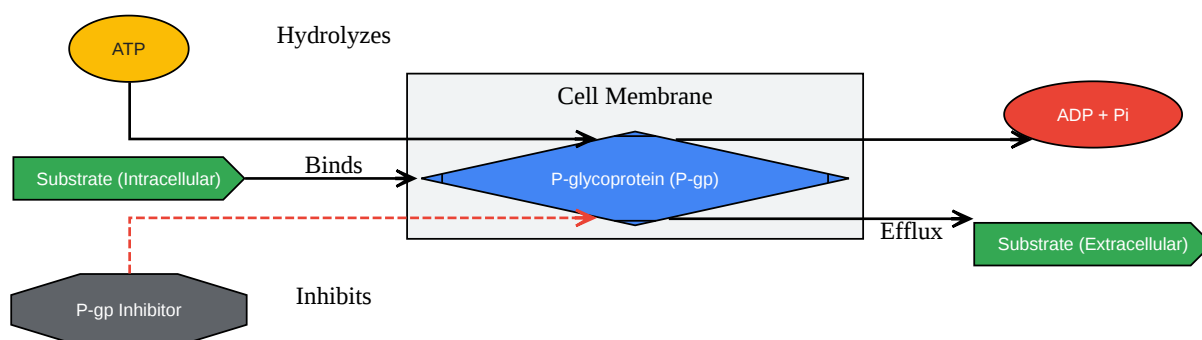 Hydrolyzes
ATP
Cell Membrane
ADP + Pi
Binds
Substrate (Intracellular)
P-glycoprotein (P-gp)
Efflux
Substrate (Extracellular)
Inhibits
P-gp Inhibitor